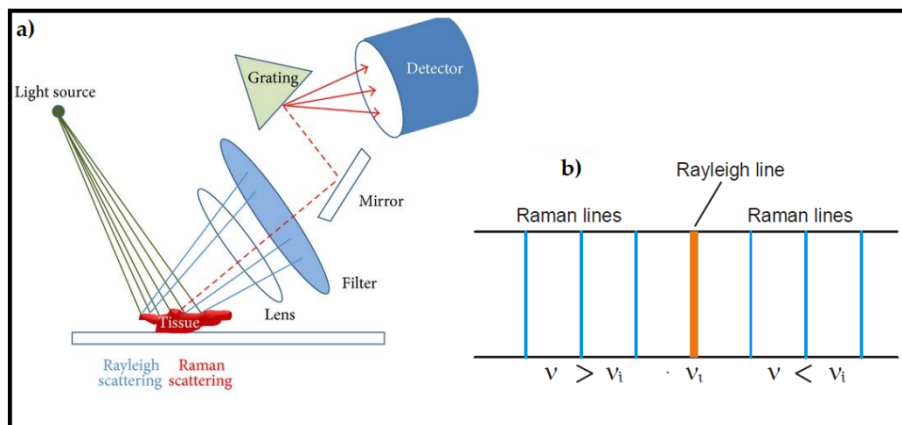 a)
Light source
Grating
Detector
Mirror
Filter
Lens
Tissue
Rayleigh
scattering
Raman
scattering
b)
Rayleigh line
Raman lines
Raman lines
ν > νi
νi
ν < νi